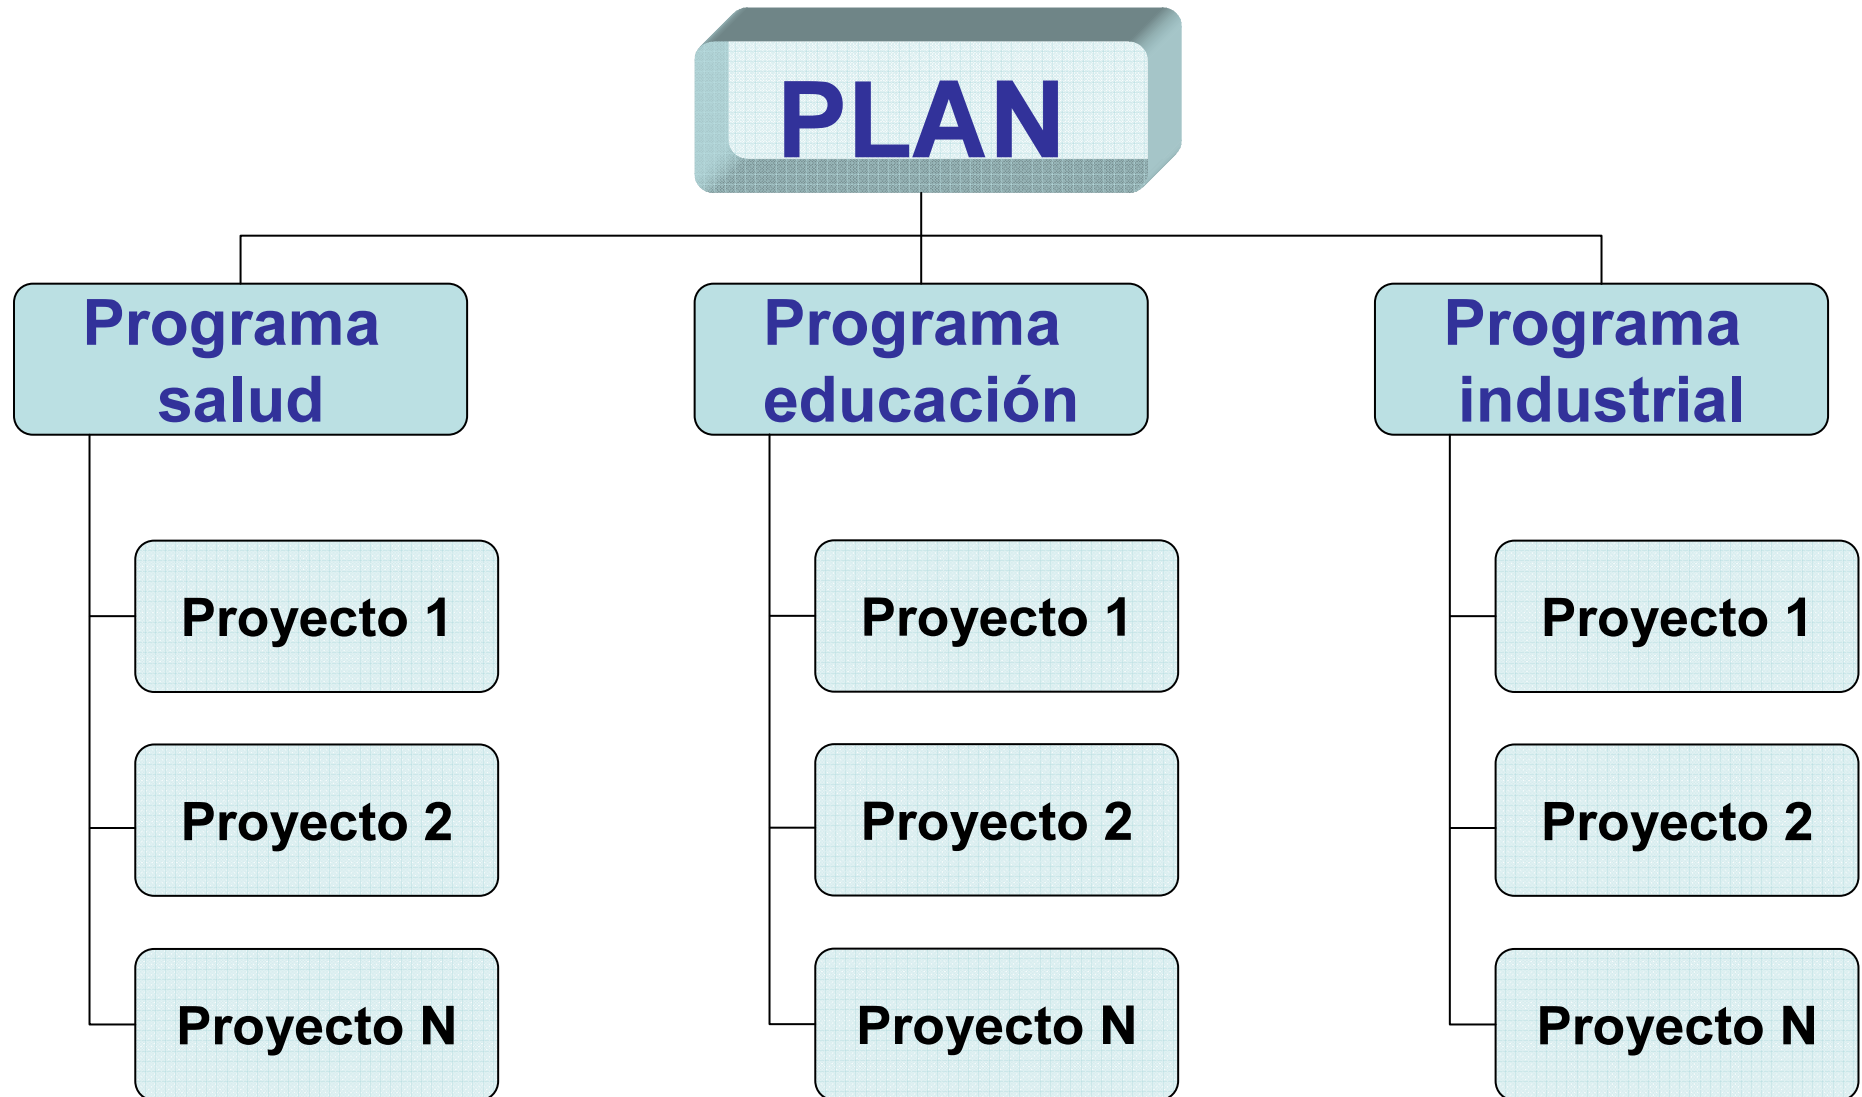 PLAN
Programa
salud
Programa
educación
Programa
industrial
Proyecto 1
Proyecto 1
Proyecto 1
Proyecto 2
Proyecto 2
Proyecto 2
Proyecto N
Proyecto N
Proyecto N